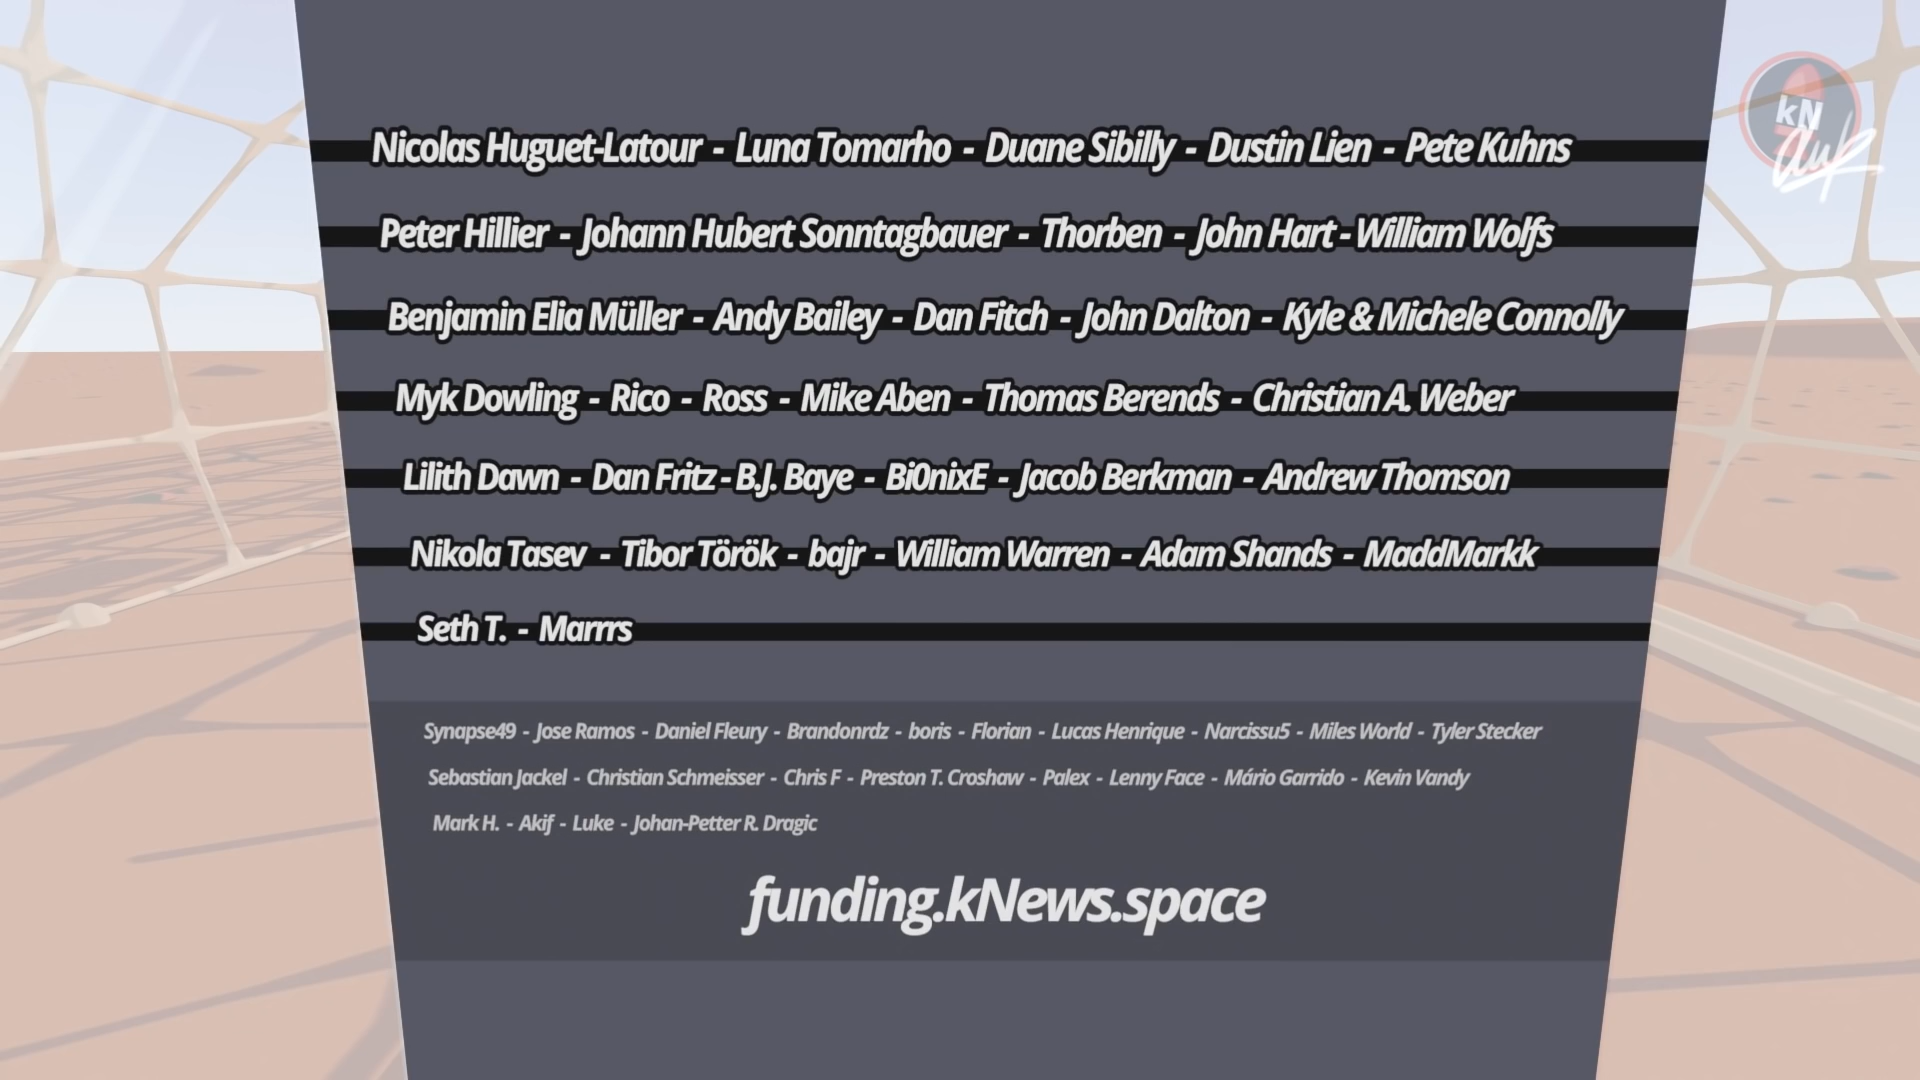 kN
Nicolas Huguet-Latour - Luna Tomarho - Duane Sibilly - Dustin Lien - Pete Kuhns
Peter Hillier - Johann Hubert Sonntagbauer - Thorben - John Hart - William Wolfs
Benjamin Elia Müller - Andy Bailey - Dan Fitch - John Dalton - Kyle & Michele Connolly
Myk Dowling - Rico - Ross - Mike Aben - Thomas Berends - Christian A. Weber
Lilith Dawn - Dan Fritz - B.J. Baye - Bi0nixE - Jacob Berkman - Andrew Thomson
Nikola Tasev - Tibor Török - bajr - William Warren - Adam Shands - MaddMarkk
Seth T. - Marrrs
Synapse49 - Jose Ramos - Daniel Fleury - Brandonrdz - boris - Florian - Lucas Henrique - Narcissu5 - Miles World - Tyler Stecker
Sebastian Jackel - Christian Schmeisser - Chris F - Preston T. Croshaw - Palex - Lenny Face - Mário Garrido - Kevin Vandy
Mark H. - Akif - Luke - Johan-Petter R. Dragic
funding.kNews.space